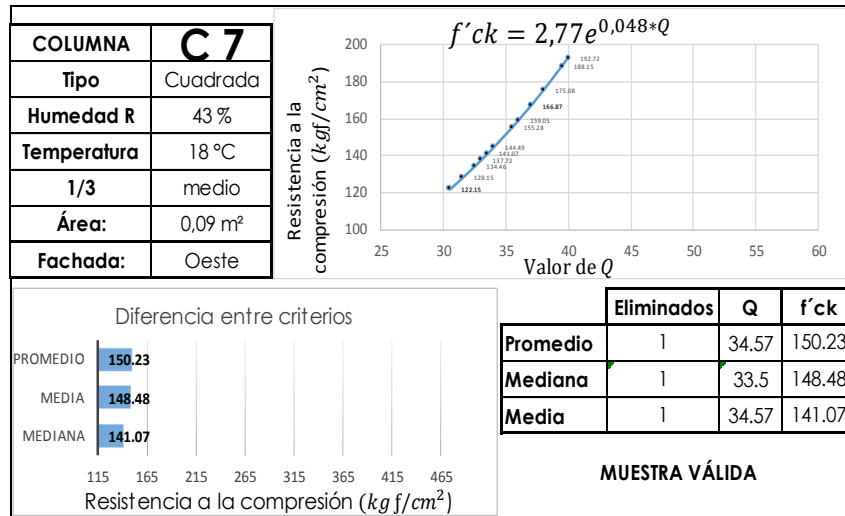 COLUMNA C 7
Tipo Cuadrada
Humedad R 43 %
Temperatura 18 °C
1/3 medio
Área: 0,09 m²
Fachada: Oeste
f´ck = 2,77e^{0,048*Q}
Resistencia a la
compresión (kgf/cm²)
200
180
160
140
120
100
192.72
188.15
175.08
166.87
159.05
155.28
144.49
141.07
137.72
134.46
128.15
122.15
25 30 35 40 45 50 55 60
Valor de Q
Diferencia entre criterios
PROMEDIO 150.23
MEDIA 148.48
MEDIANA 141.07
115 165 215 265 315 365 415 465
Resistencia a la compresión (kg f/cm²)
Eliminados Q f´ck
Promedio 1 34.57 150.23
Mediana 1 33.5 148.48
Media 1 34.57 141.07
MUESTRA VÁLIDA